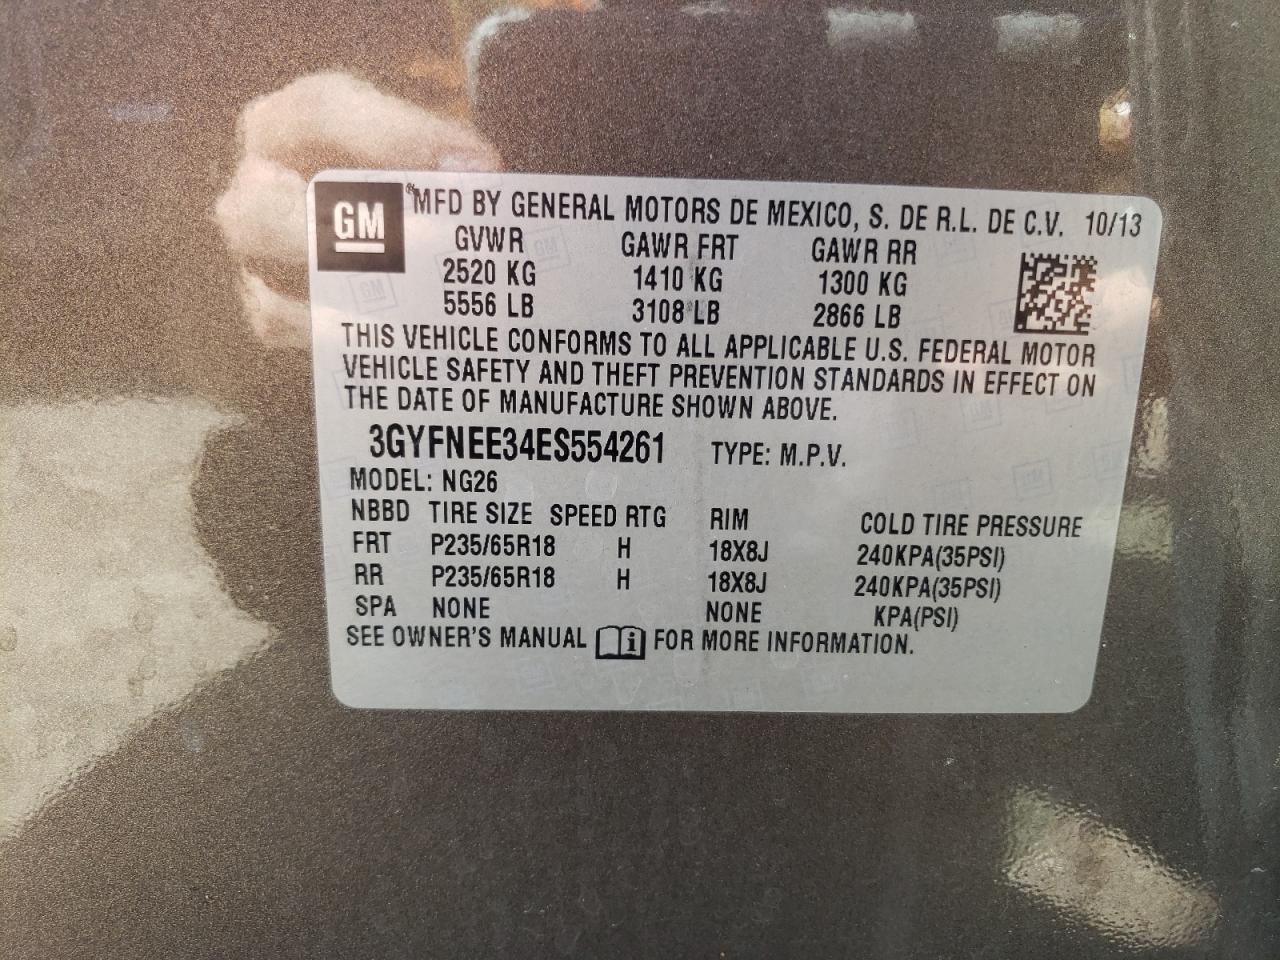 GM ® MFD BY GENERAL MOTORS DE MEXICO, S. DE R.L. DE C.V. 10/13
GVWR GAWR FRT GAWR RR
2520 KG 1410 KG 1300 KG
5556 LB 3108 LB 2866 LB
THIS VEHICLE CONFORMS TO ALL APPLICABLE U.S. FEDERAL MOTOR
VEHICLE SAFETY AND THEFT PREVENTION STANDARDS IN EFFECT ON
THE DATE OF MANUFACTURE SHOWN ABOVE.
3GYFNEE34ES554261 TYPE: M.P.V.
MODEL: NG26
NBBD TIRE SIZE SPEED RTG RIM COLD TIRE PRESSURE
FRT P235/65R18 H 18X8J 240KPA(35PSI)
RR P235/65R18 H 18X8J 240KPA(35PSI)
SPA NONE NONE KPA(PSI)
SEE OWNER'S MANUAL FOR MORE INFORMATION.